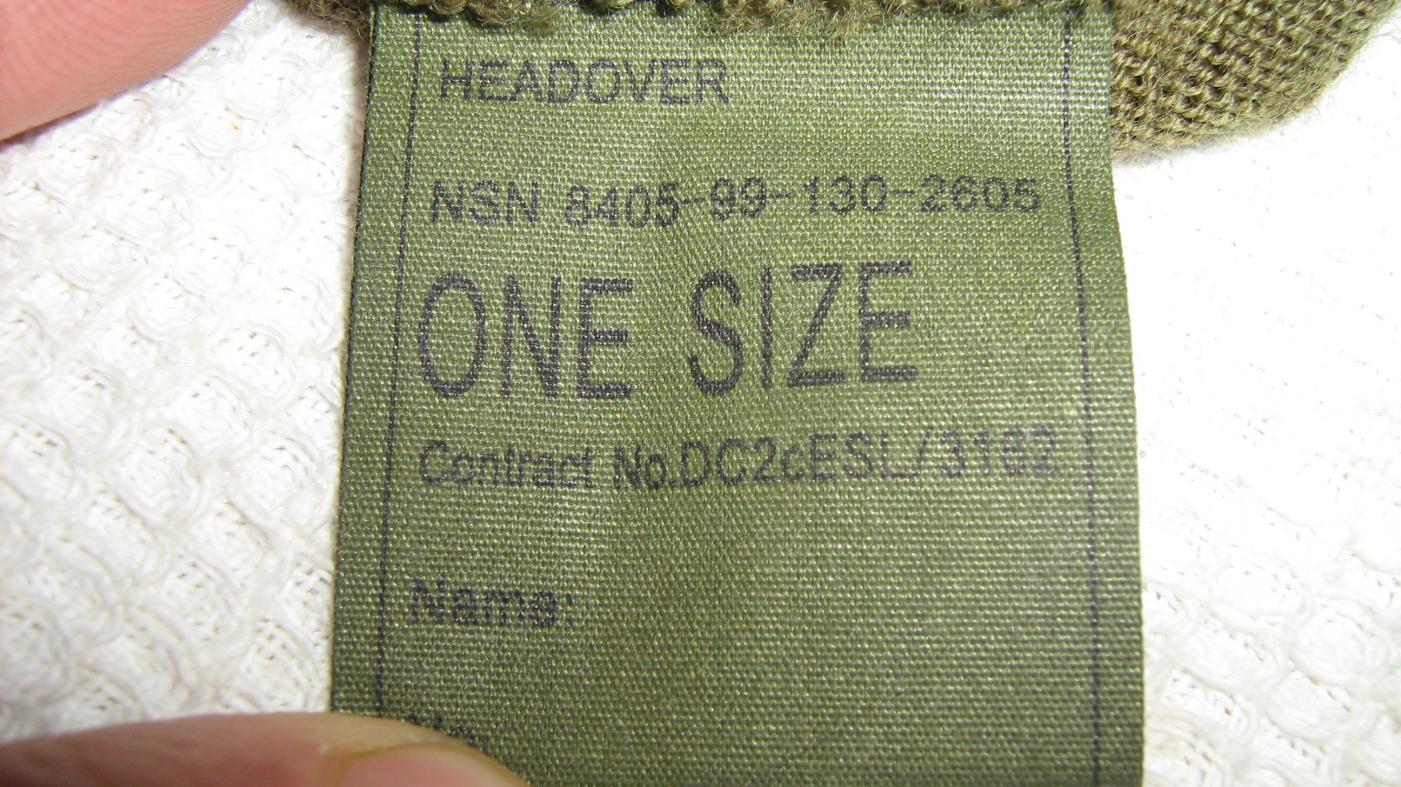 HEADOVER
NSN 8405-99-130-2605
ONE SIZE
Contract No.DC2cESL/3182
Name: